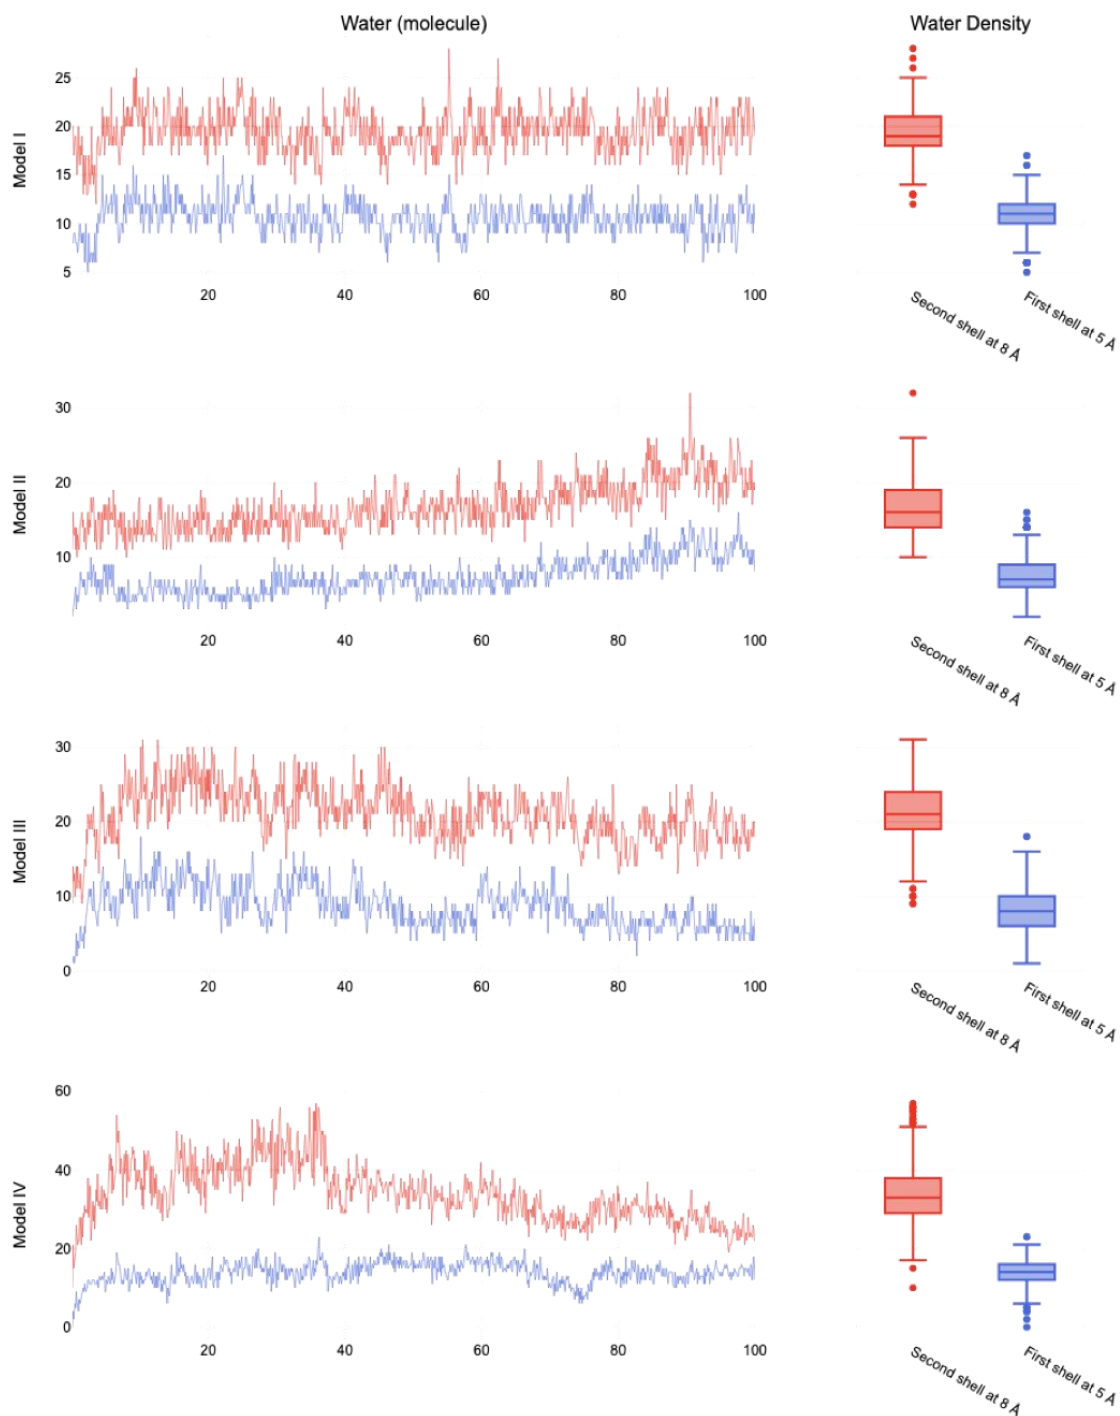 Water (molecule)
Water Density
Model I
25
20
15
10
5
20
40
60
80
100
Second shell at 8 Å
First shell at 5 Å
Model II
30
20
10
20
40
60
80
100
Second shell at 8 Å
First shell at 5 Å
Model III
30
20
10
0
20
40
60
80
100
Second shell at 8 Å
First shell at 5 Å
Model IV
60
40
20
0
20
40
60
80
100
Second shell at 8 Å
First shell at 5 Å